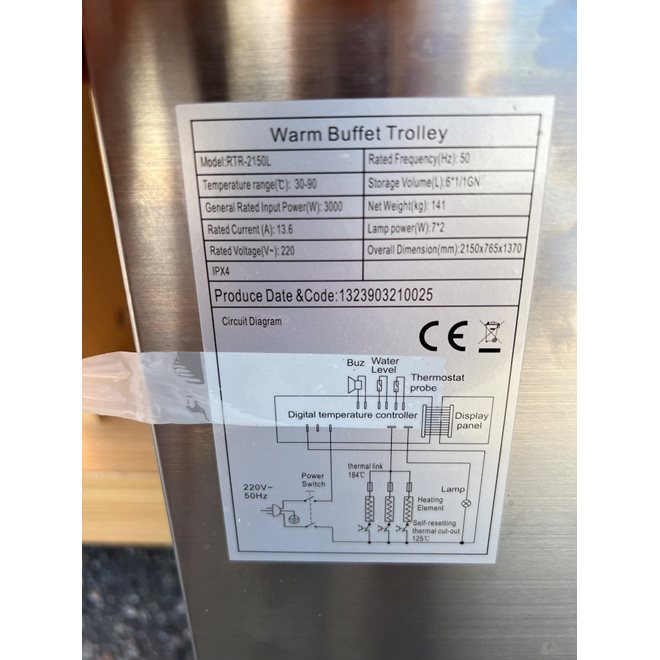 Warm Buffet Trolley
Model:RTR-2150L
Rated Frequency(Hz): 50
Temperature range(℃): 30-90
Storage Volume(L):6*1/1GN
General Rated Input Power(W): 3000
Net Weight(kg): 141
Rated Current (A): 13.6
Lamp power(W):7*2
Rated Voltage(V~): 220
Overall Dimension(mm):2150x765x1370
IPX4
Produce Date &Code:1323903210025
Circuit Diagram
CE
Buz
Water
Level
Thermostat
probe
Digital temperature controller
Display
panel
thermal link
184℃
220V~
50Hz
Power
Switch
Heating
Element
Lamp
Self-resetting
thermal cut-out
125℃